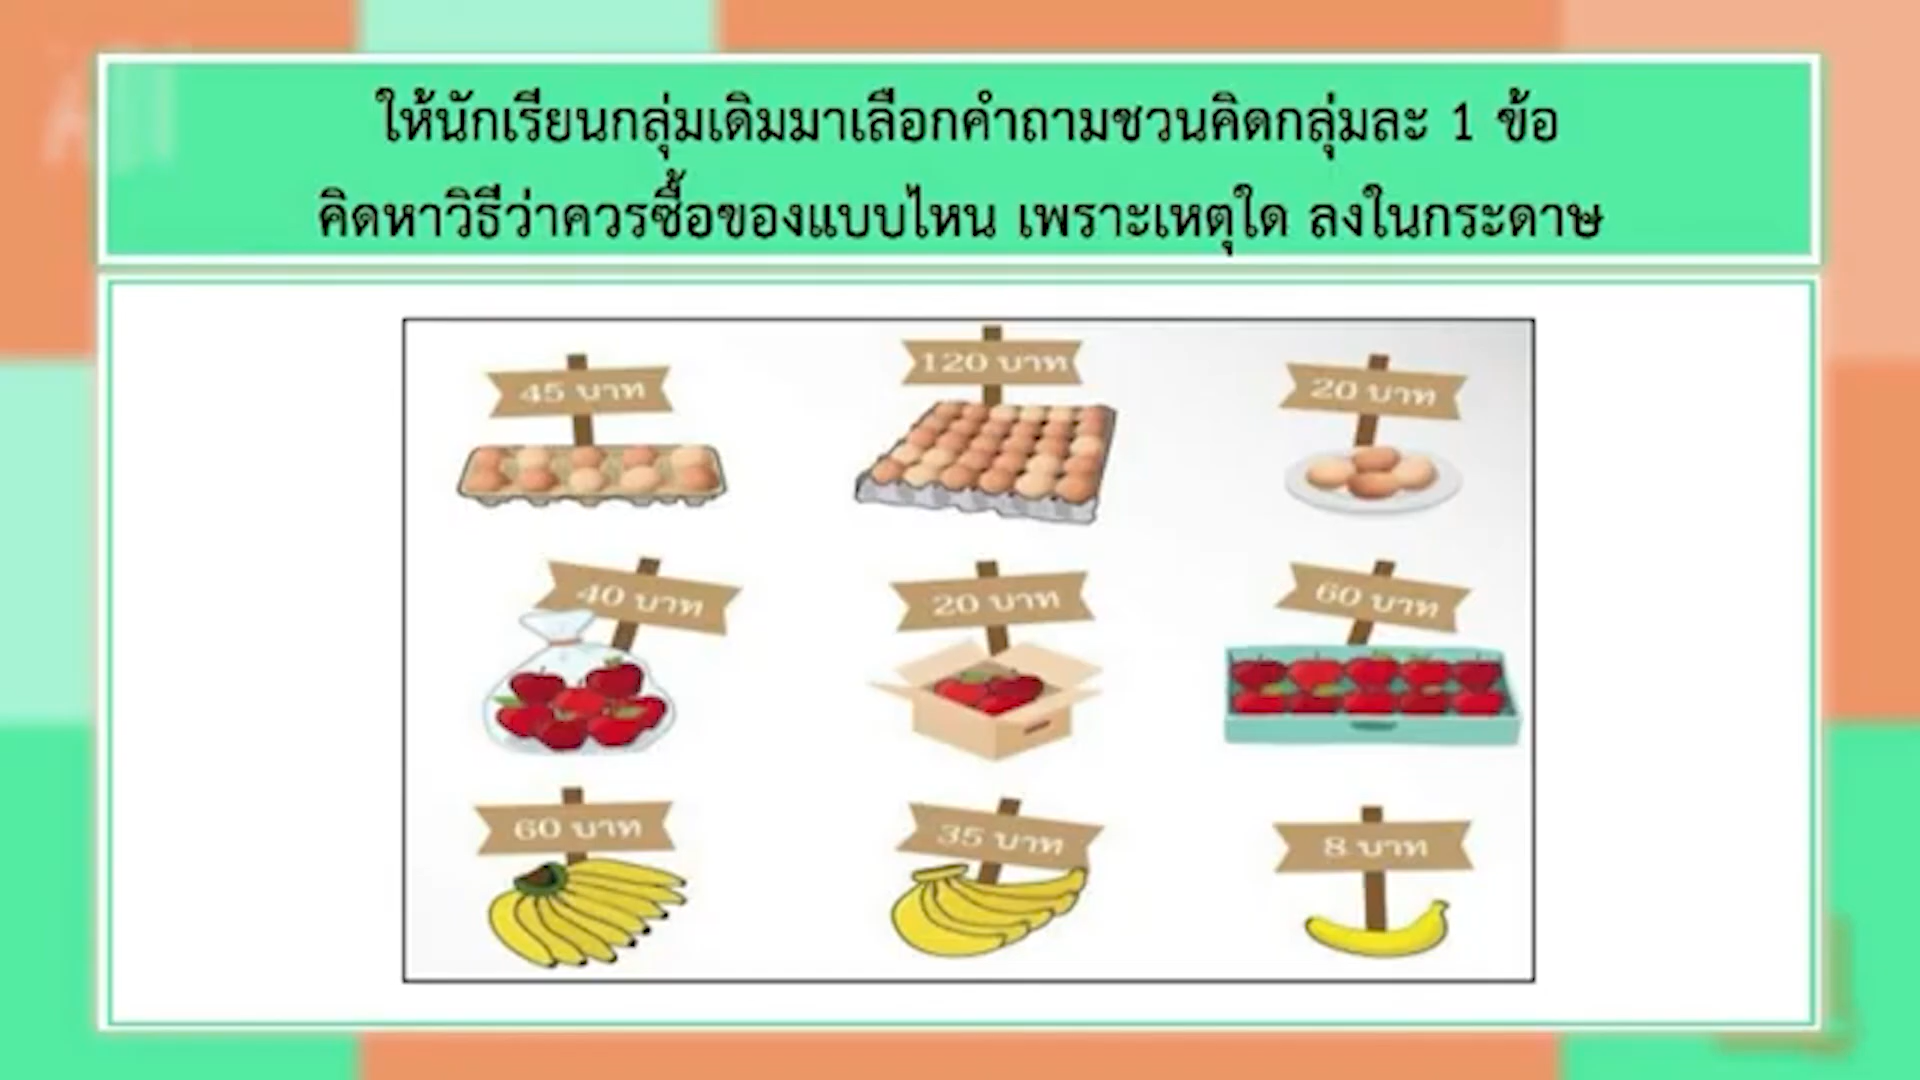 ให้นักเรียนกลุ่มเดิมมาเลือกคำถามชวนคิดกลุ่มละ 1 ข้อ
คิดหาวิธีว่าควรซื้อของแบบไหน เพราะเหตุใด ลงในกระดาษ
45 บาท
120 บาท
20 บาท
40 บาท
20 บาท
60 บาท
60 บาท
35 บาท
8 บาท